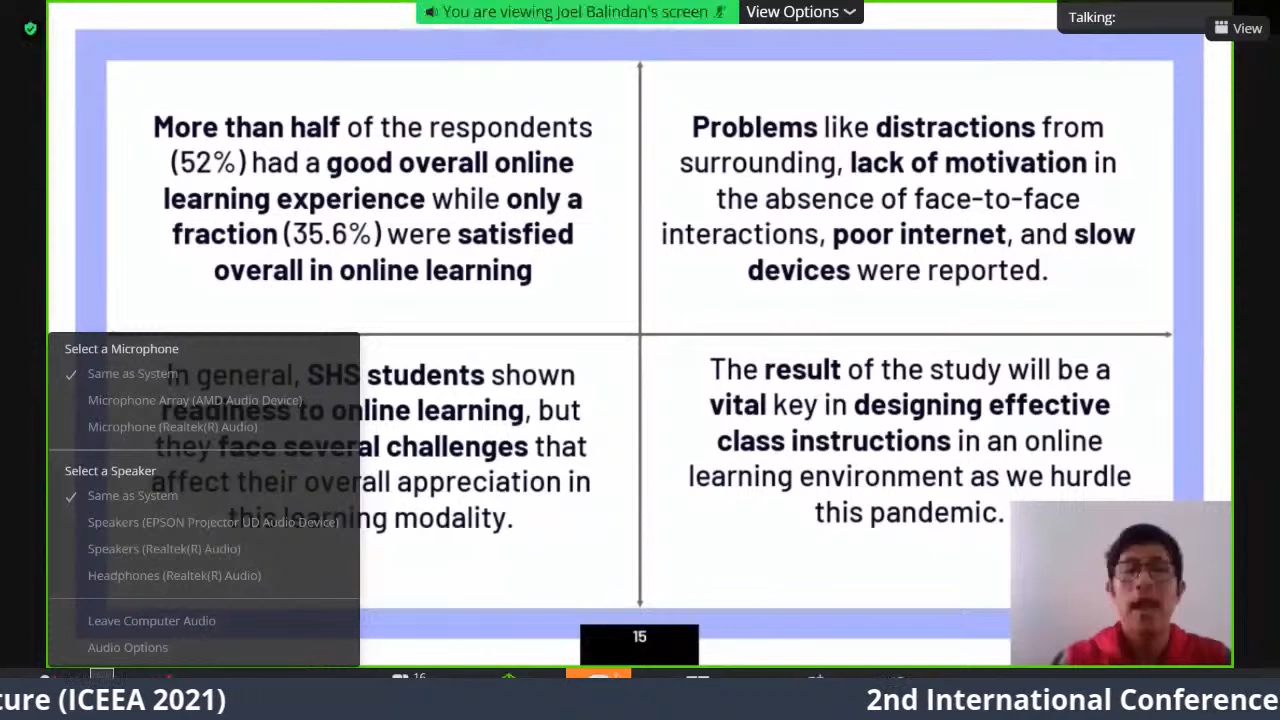 You are viewing Joel Balindan's screen
View Options
Talking:
View
More than half of the respondents
(52%) had a good overall online
learning experience while only a
fraction (35.6%) were satisfied
overall in online learning
Problems like distractions from
surrounding, lack of motivation in
the absence of face-to-face
interactions, poor internet, and slow
devices were reported.
In general, SHS students shown
readiness to online learning, but
they face several challenges that
affect their overall appreciation in
this learning modality.
The result of the study will be a
vital key in designing effective
class instructions in an online
learning environment as we hurdle
this pandemic.
Select a Microphone
Same as System
Microphone Array (AMD Audio Device)
Microphone (Realtek(R) Audio)
Select a Speaker
Same as System
Speakers (EPSON Projector UD Audio Device)
Speakers (Realtek(R) Audio)
Headphones (Realtek(R) Audio)
Leave Computer Audio
Audio Options
15
16
ture (ICEEA 2021)
2nd International Conference